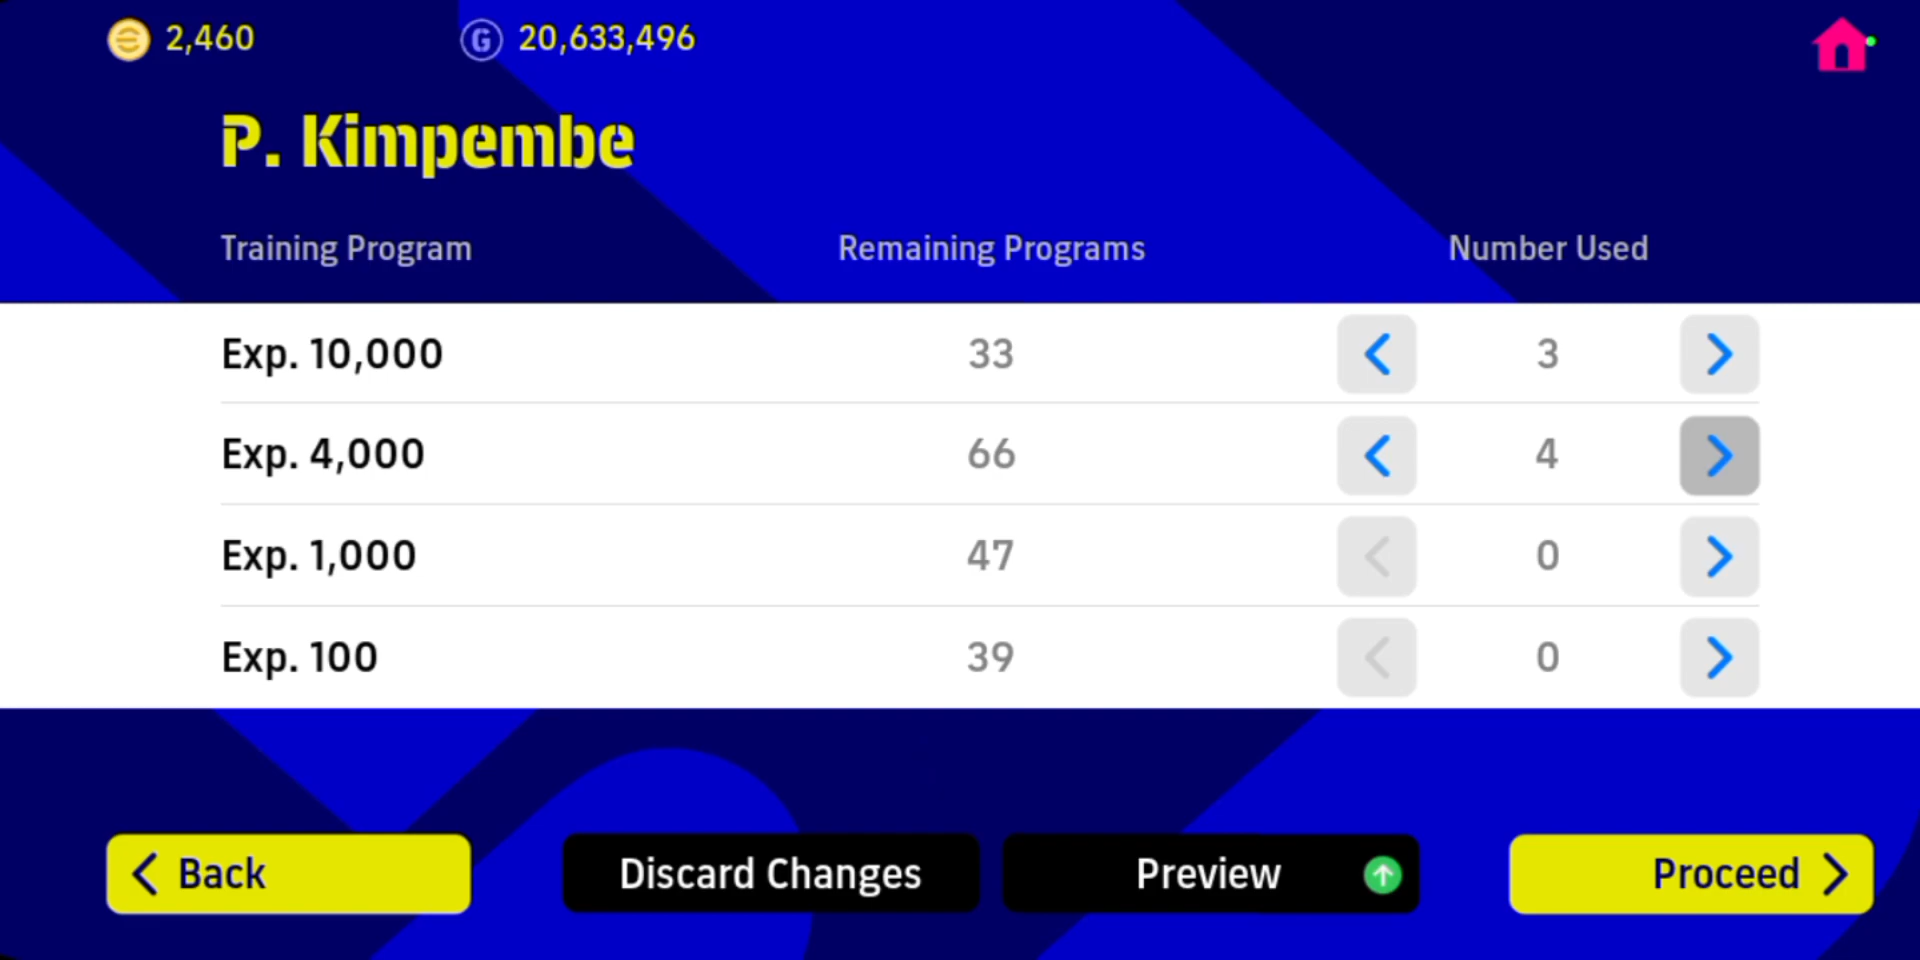 2,460 20,633,496
P. Kimpembe
Training Program Remaining Programs Number Used
Exp. 10,000 33 3
Exp. 4,000 66 4
Exp. 1,000 47 0
Exp. 100 39 0
Back Discard Changes Preview Proceed